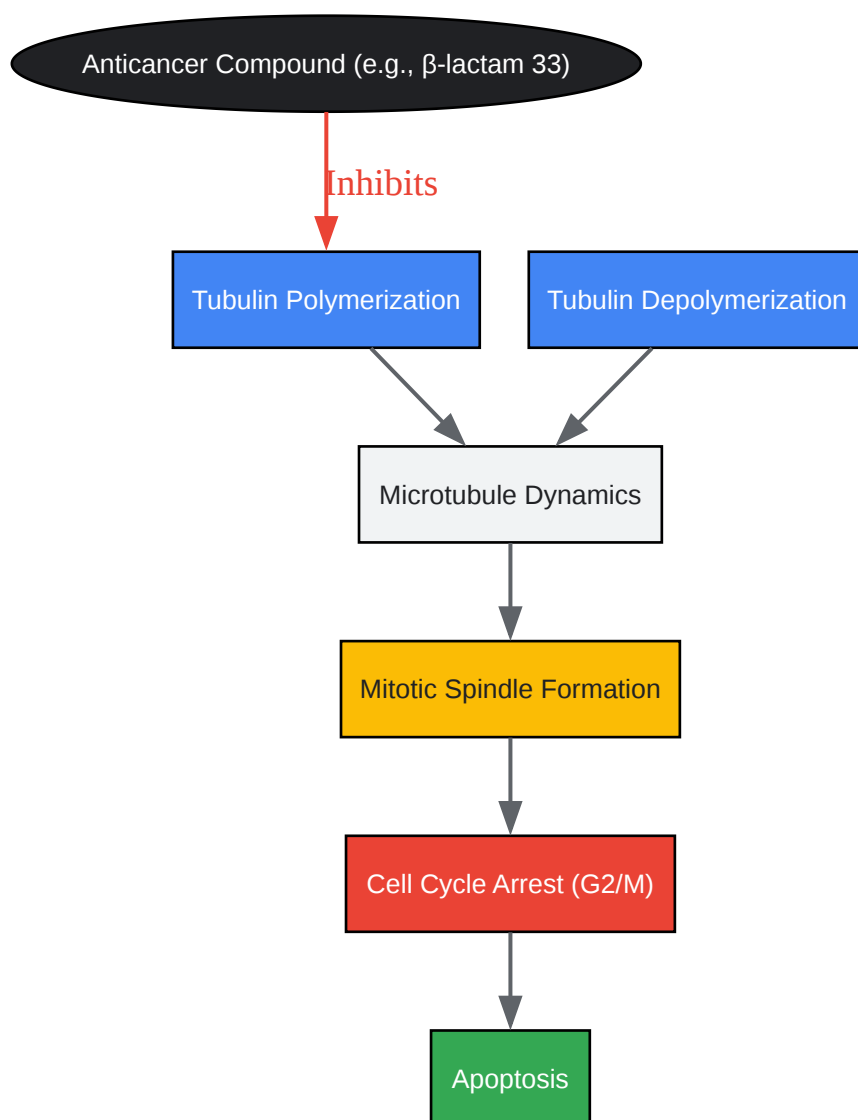 Anticancer Compound (e.g., β-lactam 33)
Inhibits
Tubulin Polymerization
Tubulin Depolymerization
Microtubule Dynamics
Mitotic Spindle Formation
Cell Cycle Arrest (G2/M)
Apoptosis